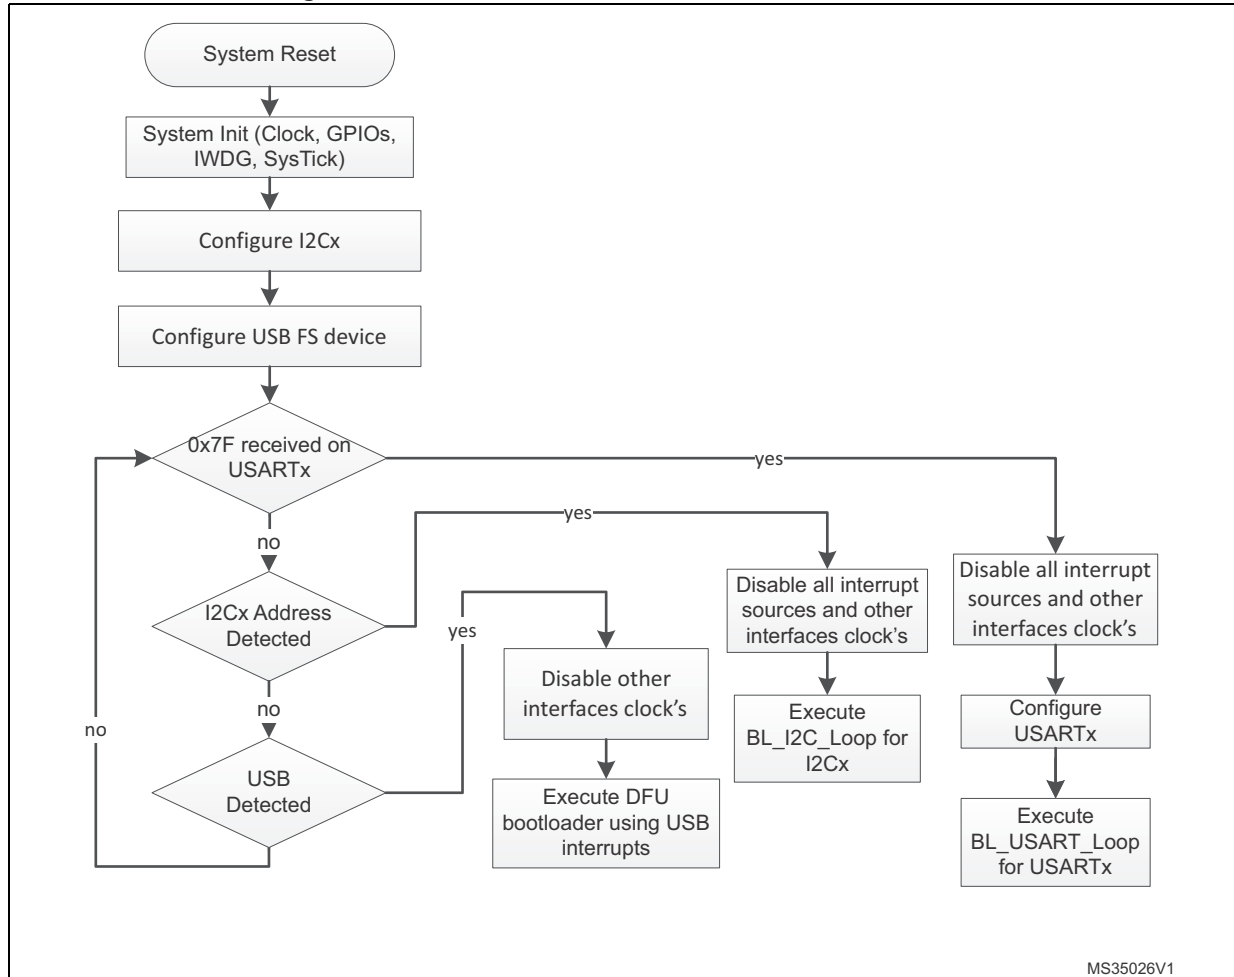 System Reset
System Init (Clock, GPIOs,
IWDG, SysTick)
Configure I2Cx
Configure USB FS device
0x7F received on
USARTx
yes
no
yes
I2Cx Address
Detected
yes
no
no
USB
Detected
Disable other
interfaces clock's
Execute DFU
bootloader using USB
interrupts
Disable all interrupt
sources and other
interfaces clock's
Execute
BL_I2C_Loop for
I2Cx
Disable all interrupt
sources and other
interfaces clock's
Configure
USARTx
Execute
BL_USART_Loop
for USARTx
MS35026V1